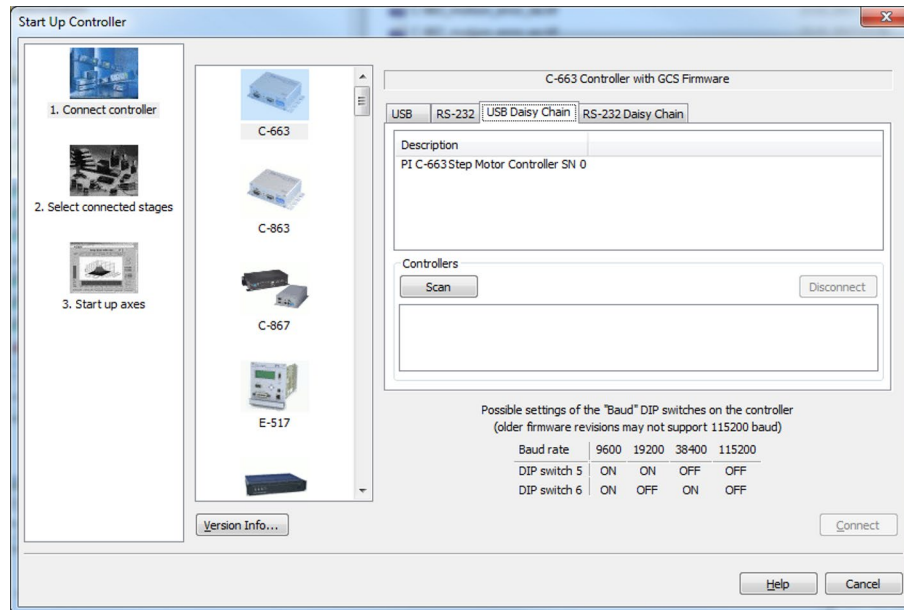 Start Up Controller
1. Connect controller
2. Select connected stages
3. Start up axes
C-663
C-863
C-867
E-517
Version Info...
C-663 Controller with GCS Firmware
USB RS-232 USB Daisy Chain RS-232 Daisy Chain
Description
PI C-663 Step Motor Controller SN 0
Controllers
Scan Disconnect
Possible settings of the "Baud" DIP switches on the controller
(older firmware revisions may not support 115200 baud)
Baud rate 9600 19200 38400 115200
DIP switch 5 ON ON OFF OFF
DIP switch 6 ON OFF ON OFF
Connect
Help Cancel